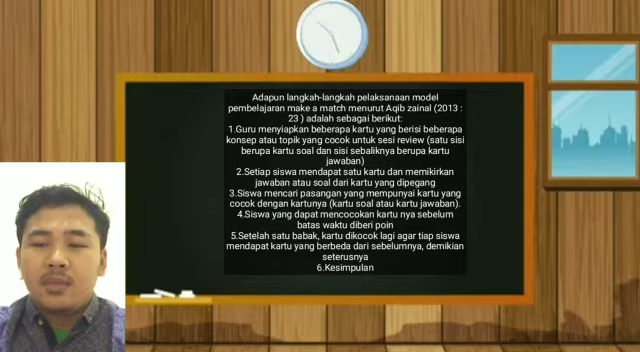 Adapun langkah-langkah pelaksanaan model
pembelajaran make a match menurut Aqib zainal (2013 :
23 ) adalah sebagai berikut:
1.Guru menyiapkan beberapa kartu yang berisi beberapa
konsep atau topik yang cocok untuk sesi review (satu sisi
berupa kartu soal dan sisi sebaliknya berupa kartu
jawaban)
2.Setiap siswa mendapat satu kartu dan memikirkan
jawaban atau soal dari kartu yang dipegang
3.Siswa mencari pasangan yang mempunyai kartu yang
cocok dengan kartunya (kartu soal atau kartu jawaban).
4.Siswa yang dapat mencocokan kartu nya sebelum
batas waktu diberi poin
5.Setelah satu babak, kartu dikocok lagi agar tiap siswa
mendapat kartu yang berbeda dari sebelumnya, demikian
seterusnya
6.Kesimpulan